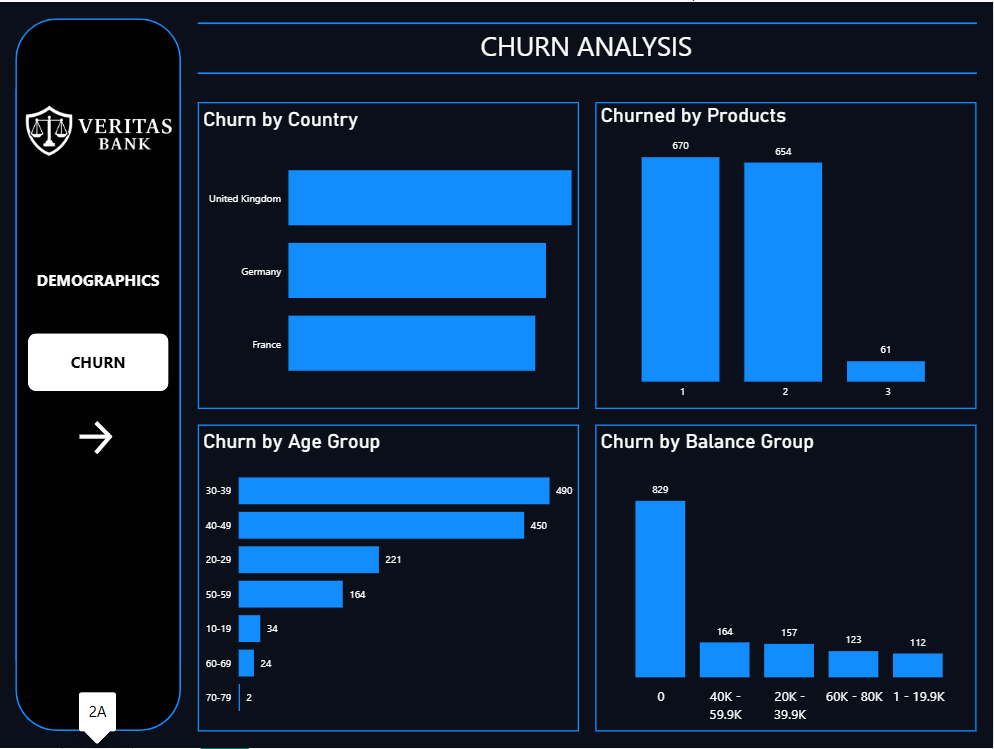 CHURN ANALYSIS
VERITAS
BANK
DEMOGRAPHICS
CHURN
2A
Churn by Country
United Kingdom
Germany
France
Churned by Products
670
654
61
1
2
3
Churn by Age Group
30-39 490
40-49 450
20-29 221
50-59 164
10-19 34
60-69 24
70-79 2
Churn by Balance Group
829
164
157
123
112
0
40K -
59.9K
20K -
39.9K
60K - 80K
1 - 19.9K